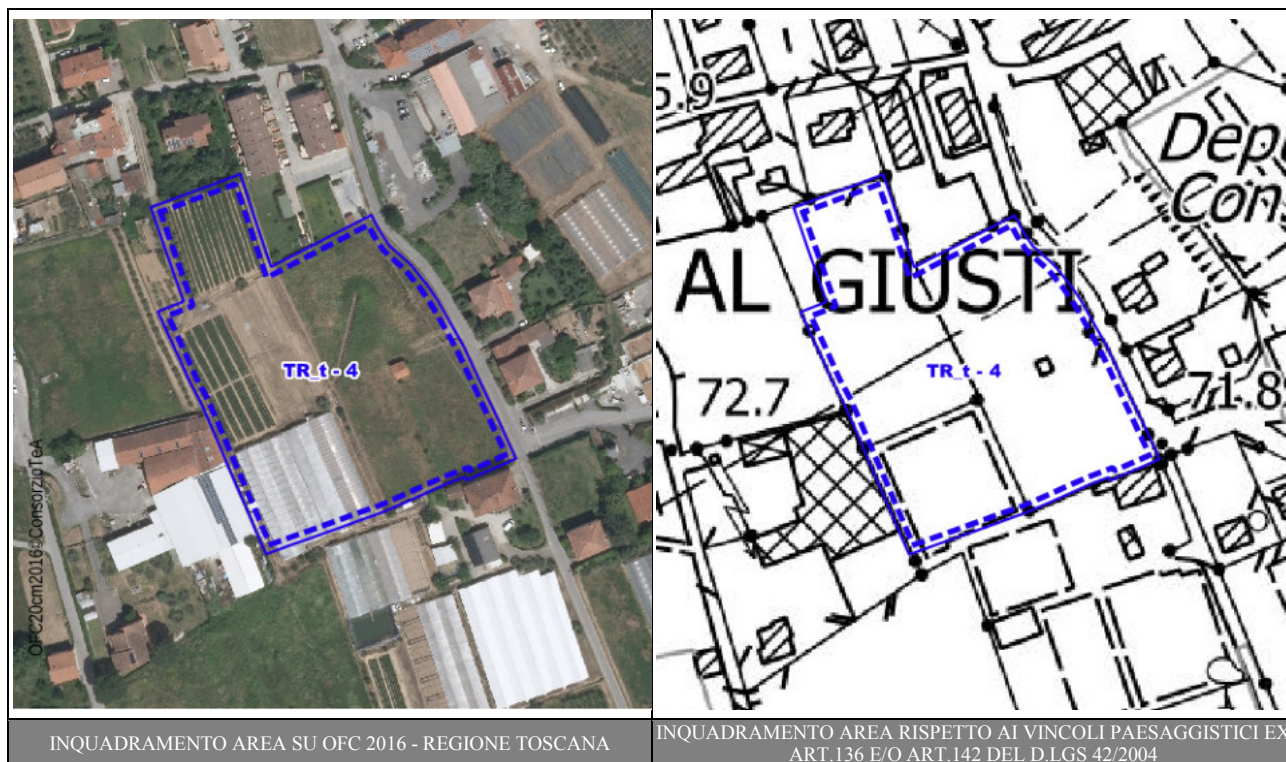 TR_t - 4
OFC20cm2016-ConsorzioTeA
5.9
AL GIUSTI
TR_t - 4
72.7
71.8
INQUADRAMENTO AREA SU OFC 2016 - REGIONE TOSCANA
INQUADRAMENTO AREA RISPETTO AI VINCOLI PAESAGGISTICI EX
ART.136 E/O ART.142 DEL D.LGS 42/2004